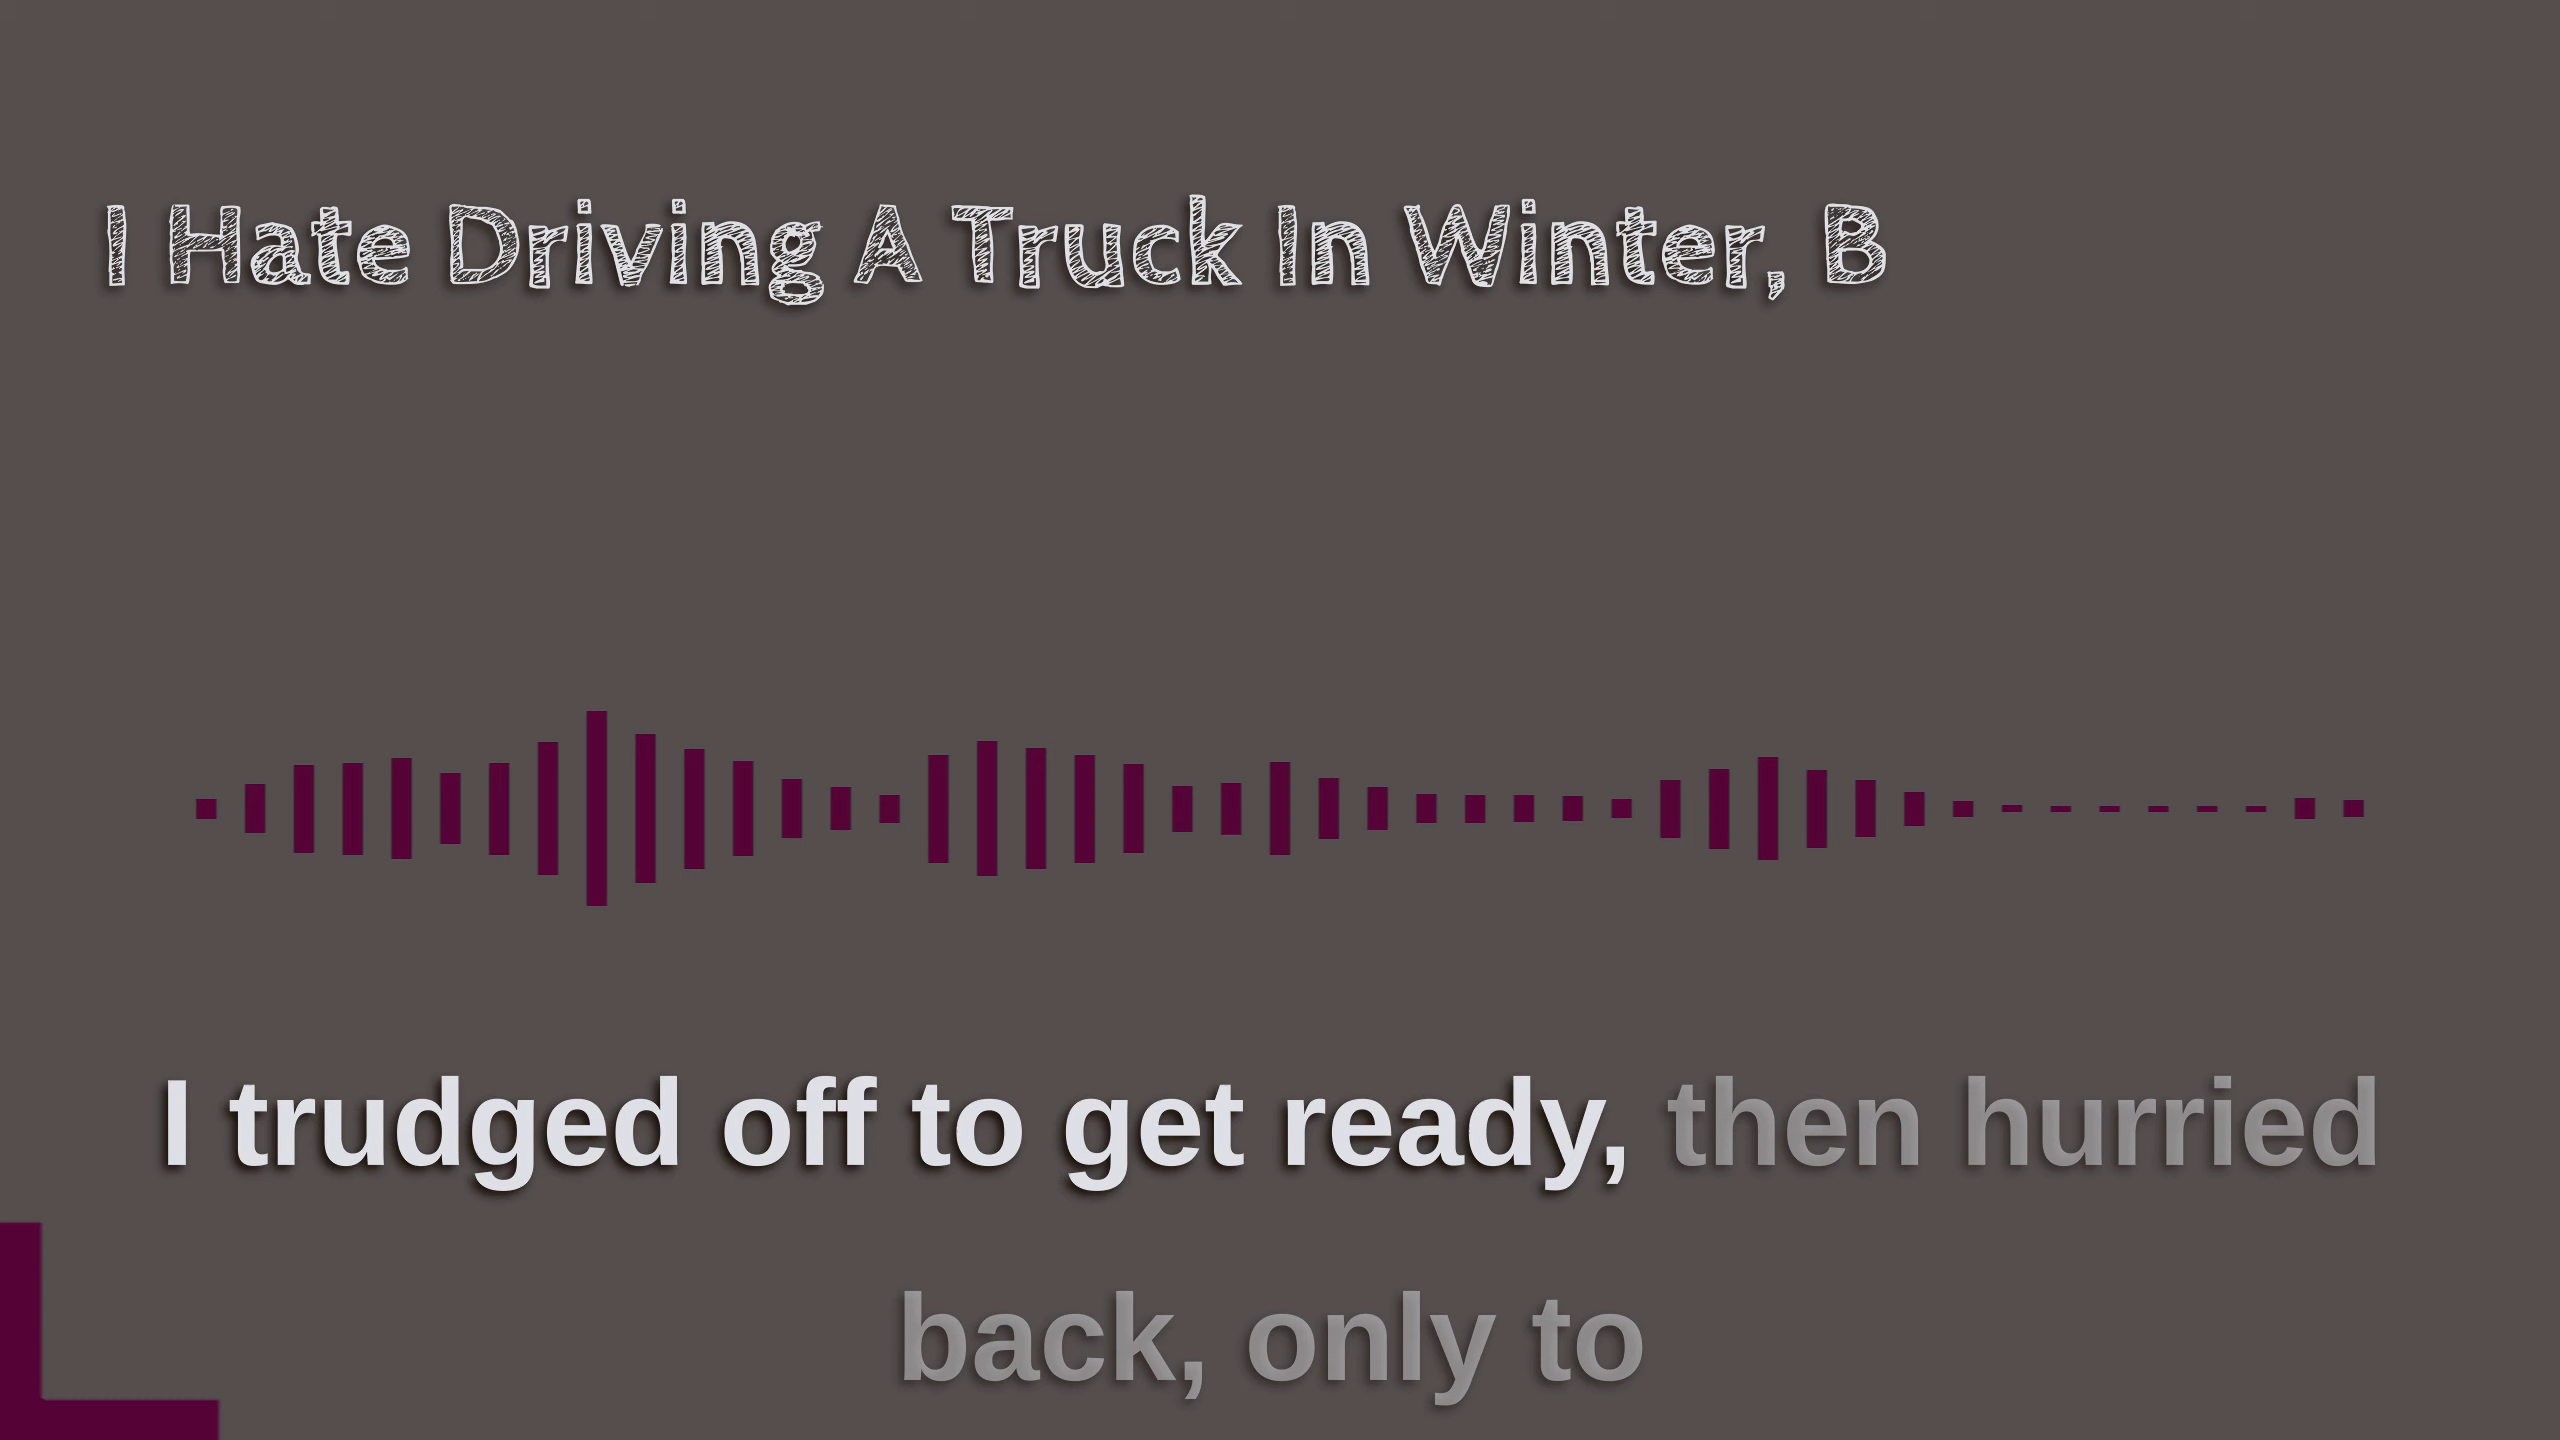 I Hate Driving A Truck In Winter, B
I trudged off to get ready, then hurried
back, only to